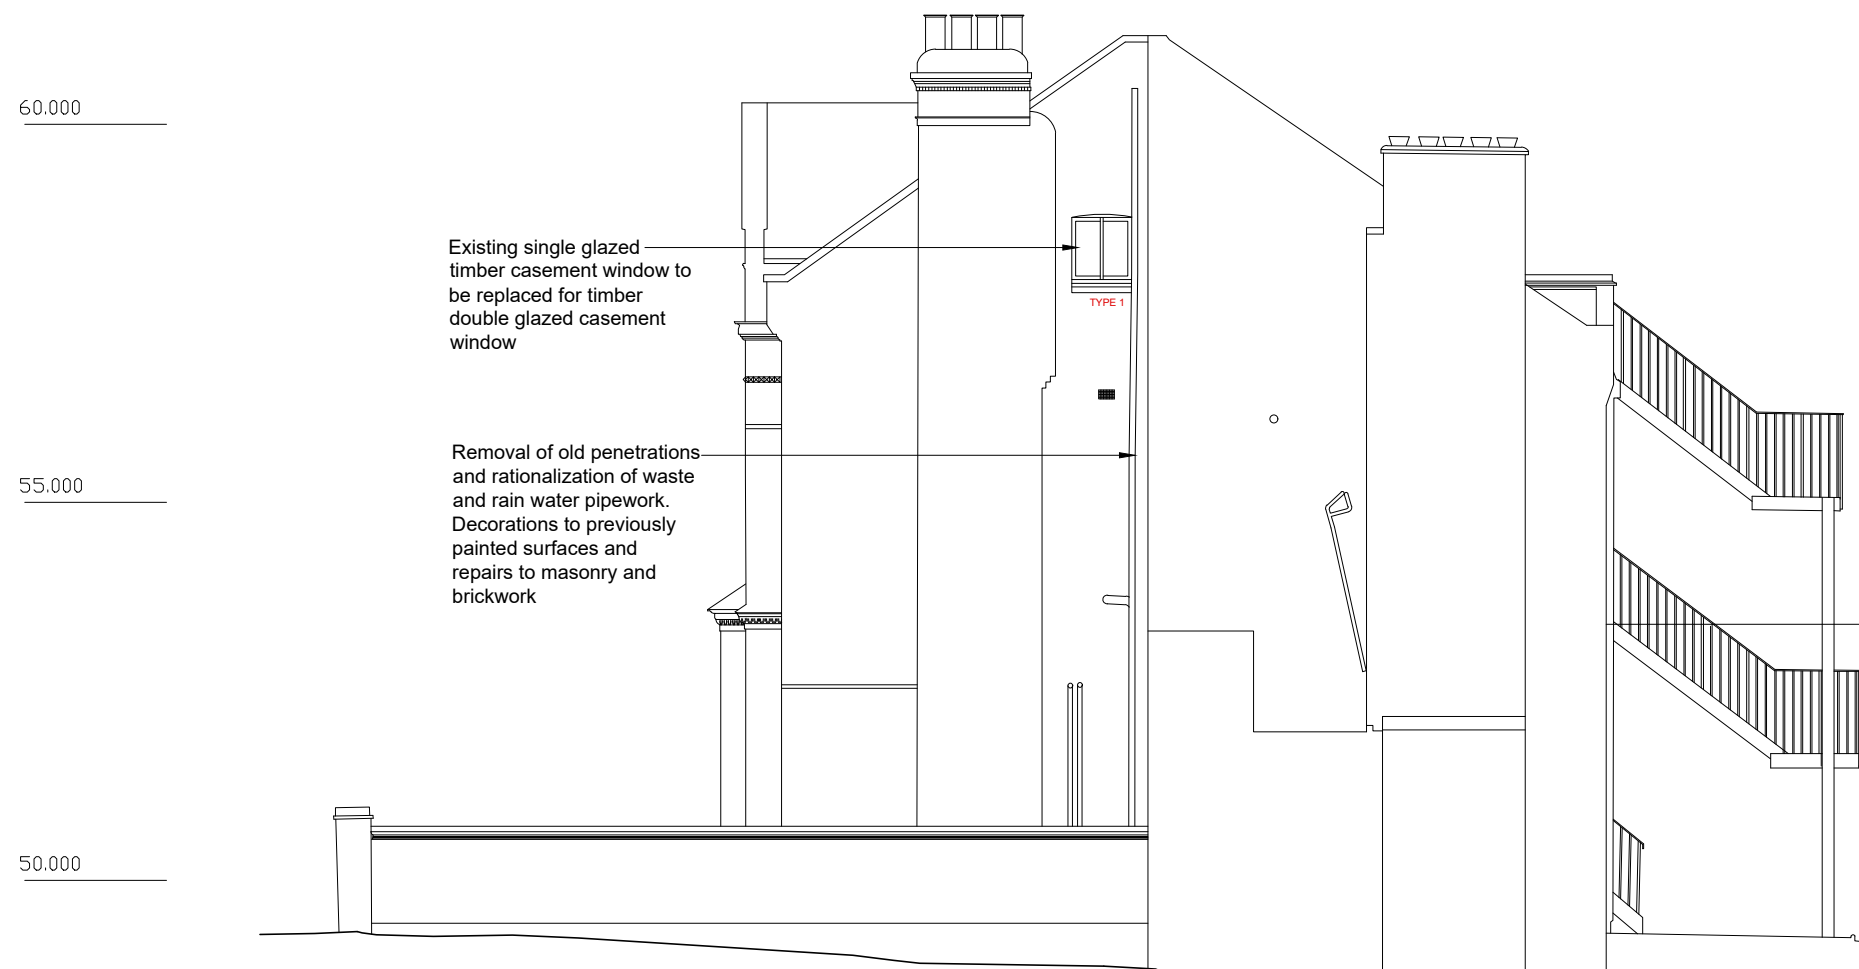 60.000
Existing single glazed
timber casement window to
be replaced for timber
double glazed casement
window
TYPE 1
Removal of old penetrations
and rationalization of waste
and rain water pipework.
Decorations to previously
painted surfaces and
repairs to masonry and
brickwork
55.000
50.000